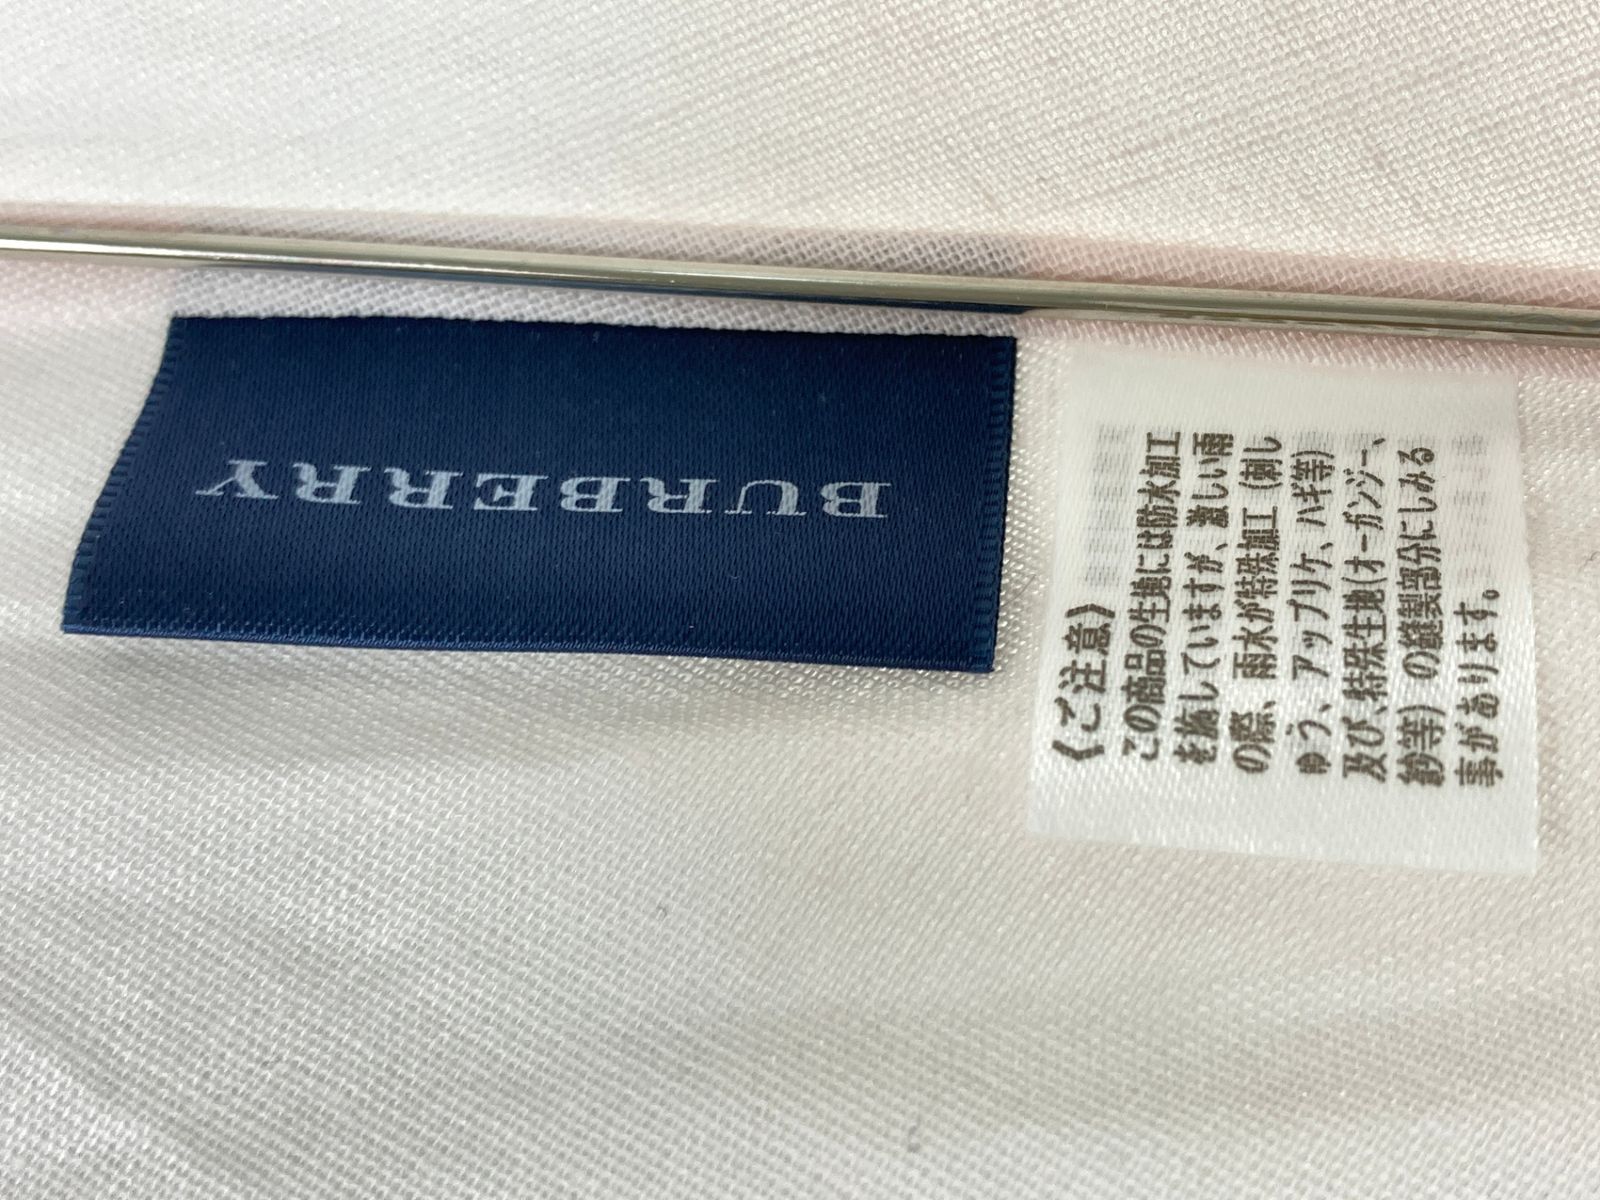 BURBERRY
《ご注意》
この商品の生地には防水加工
を施していますが、激しい雨
の際、雨水が特殊加工（刺し
ゅう、アップリケ、ハギ等）
及び、特殊生地(オーガンジー、
紗等）の縫製部分にしみる
事があります。